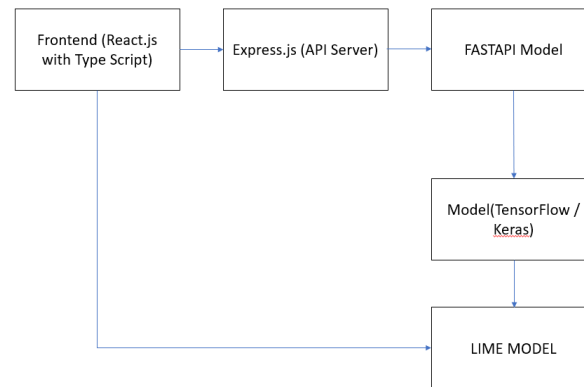 Frontend (React.js
with Type Script)
Express.js (API Server)
FASTAPI Model
Model(TensorFlow /
Keras)
LIME MODEL